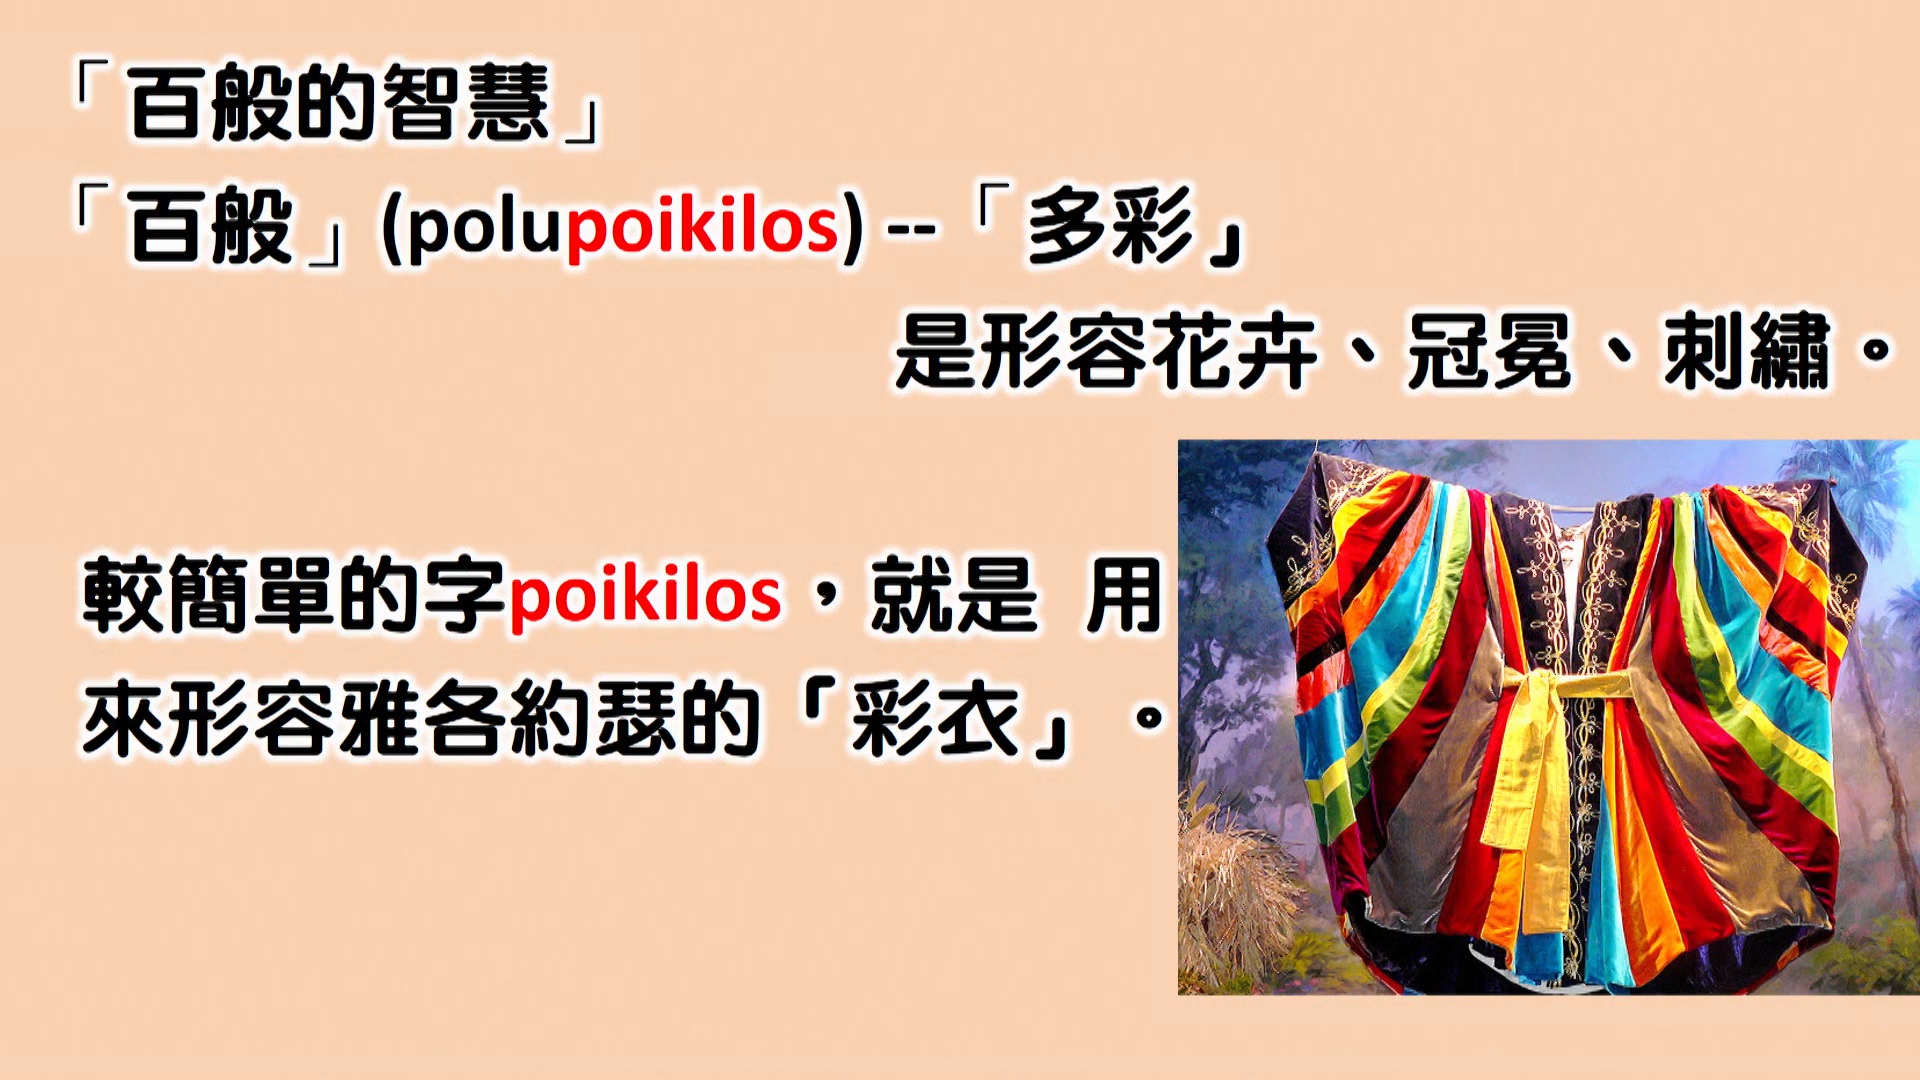 「百般的智慧」
「百般」(polupoikilos) --「多彩」
是形容花卉、冠冕、刺繡。
較簡單的字poikilos，就是 用
來形容雅各約瑟的「彩衣」。